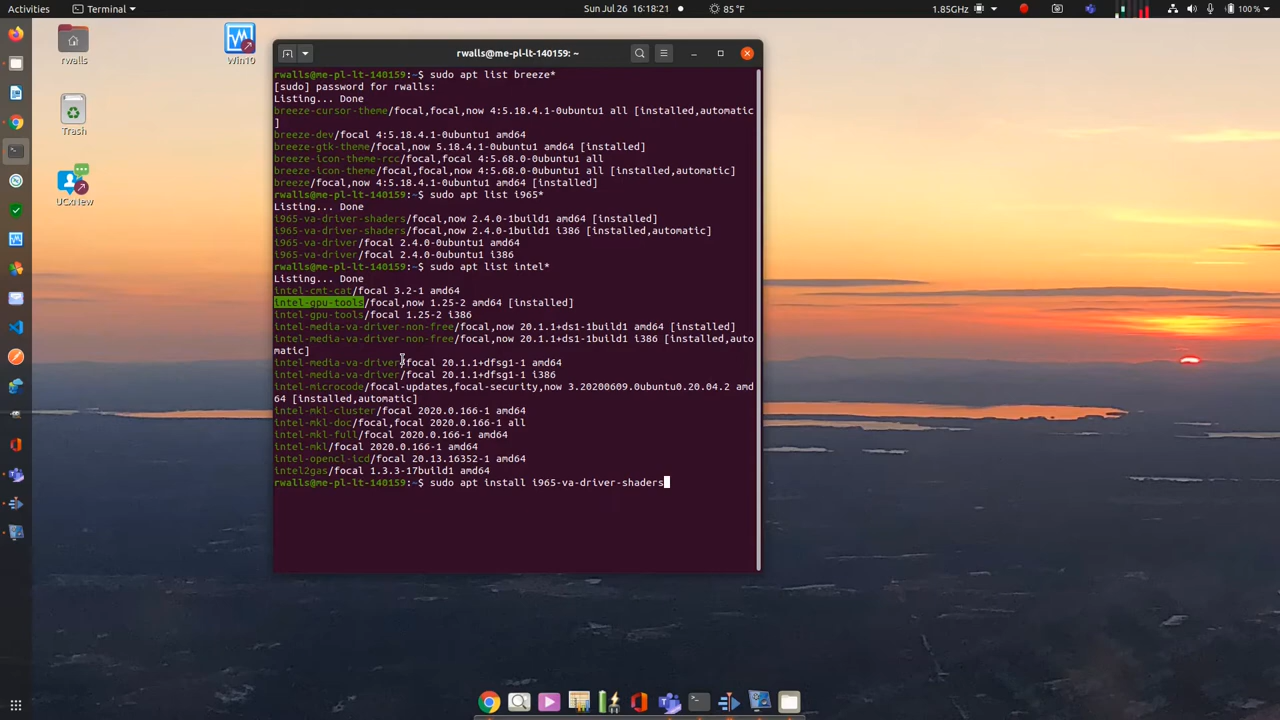 Activities
Terminal
Sun Jul 26 16:18:21
85°F
1.85GHz
100 %
rwalls
Trash
UCxNew
Win10
rwalls@me-pl-lt-140159: ~
rwalls@me-pl-lt-140159:~$ sudo apt list breeze*
[sudo] password for rwalls:
Listing... Done
breeze-cursor-theme/focal,focal,now 4:5.18.4.1-0ubuntu1 all [installed,automatic
]
breeze-dev/focal 4:5.18.4.1-0ubuntu1 amd64
breeze-gtk-theme/focal,now 5.18.4.1-0ubuntu1 amd64 [installed]
breeze-icon-theme-rcc/focal,focal 4:5.68.0-0ubuntu1 all
breeze-icon-theme/focal,focal,now 4:5.68.0-0ubuntu1 all [installed,automatic]
breeze/focal,now 4:5.18.4.1-0ubuntu1 amd64 [installed]
rwalls@me-pl-lt-140159:~$ sudo apt list i965*
Listing... Done
i965-va-driver-shaders/focal,now 2.4.0-1build1 amd64 [installed]
i965-va-driver-shaders/focal,now 2.4.0-1build1 i386 [installed,automatic]
i965-va-driver/focal 2.4.0-0ubuntu1 amd64
i965-va-driver/focal 2.4.0-0ubuntu1 i386
rwalls@me-pl-lt-140159:~$ sudo apt list intel*
Listing... Done
intel-cmt-cat/focal 3.2-1 amd64
intel-gpu-tools/focal,now 1.25-2 amd64 [installed]
intel-gpu-tools/focal 1.25-2 i386
intel-media-va-driver-non-free/focal,now 20.1.1+ds1-1build1 amd64 [installed]
intel-media-va-driver-non-free/focal,now 20.1.1+ds1-1build1 i386 [installed,auto
matic]
intel-media-va-driver/focal 20.1.1+dfsg1-1 amd64
intel-media-va-driver/focal 20.1.1+dfsg1-1 i386
intel-microcode/focal-updates,focal-security,now 3.20200609.0ubuntu0.20.04.2 amd
64 [installed,automatic]
intel-mkl-cluster/focal 2020.0.166-1 amd64
intel-mkl-doc/focal,focal 2020.0.166-1 all
intel-mkl-full/focal 2020.0.166-1 amd64
intel-mkl/focal 2020.0.166-1 amd64
intel-opencl-icd/focal 20.13.16352-1 amd64
intel2gas/focal 1.3.3-17build1 amd64
rwalls@me-pl-lt-140159:~$ sudo apt install i965-va-driver-shaders